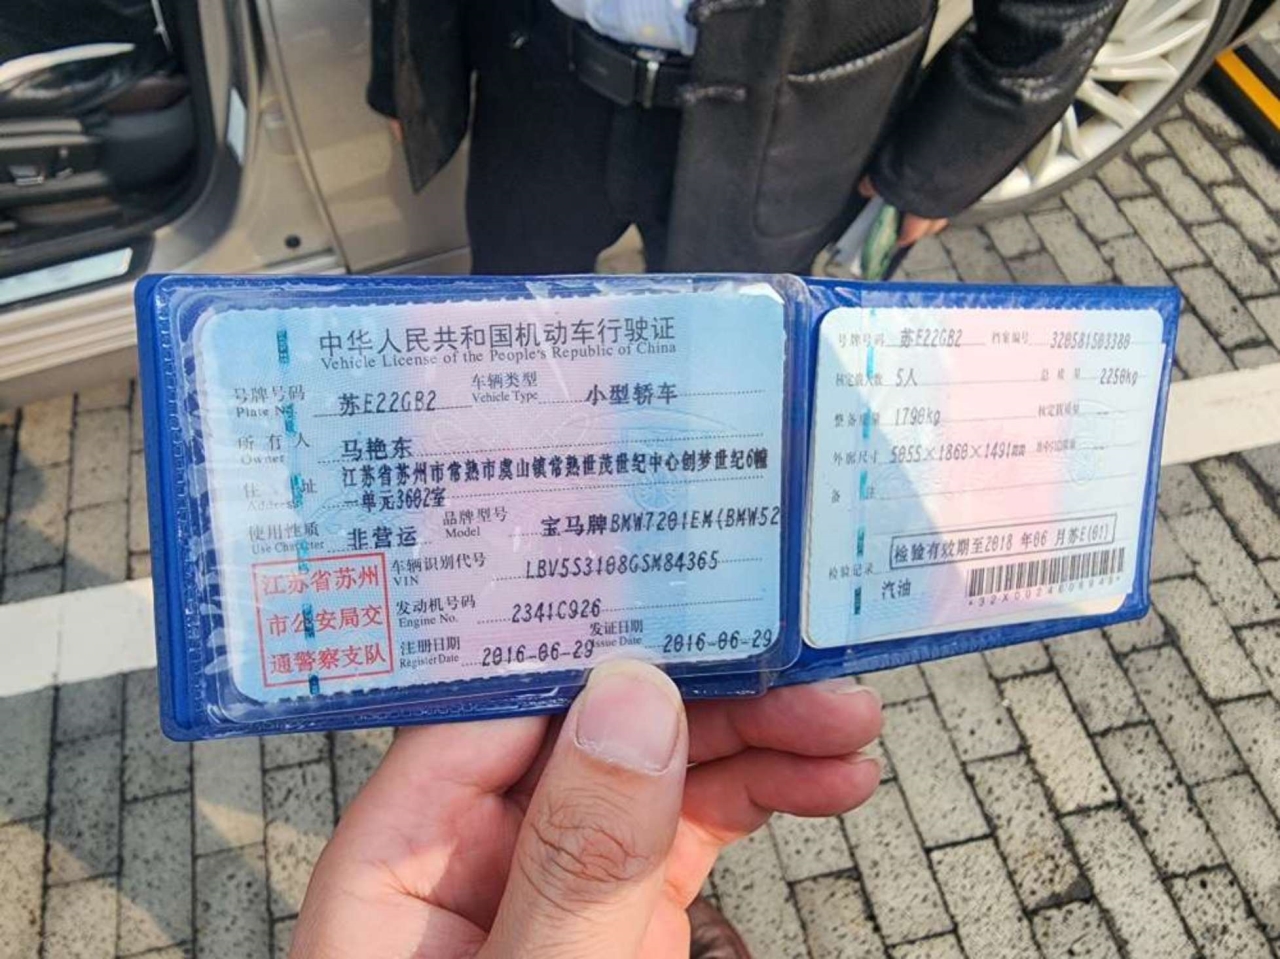 中华人民共和国机动车行驶证
Vehicle License of the People's Republic of China
号牌号码 苏E22GB2 车辆类型 小型轿车
Plate No. Vehicle Type
所有人 马艳东
Owner
住址 江苏省苏州市常熟市虞山镇常熟世茂世纪中心创梦世纪6幢
Address 一单元3602室
使用性质 非营运 品牌型号 宝马牌BMW7201EM(BMW52
Use Character Model
江苏省苏州
市公安局交
通警察支队
车辆识别代号 LBV5S3108GSM84365
VIN
发动机号码 2341C926
Engine No.
注册日期 2016-06-29 发证日期 2016-06-29
Register Date Issue Date
号牌号码 苏E22GB2 档案编号 320581503380
核定载人数 5人 总质量 2250kg
整备质量 1790kg 核定载质量 --
外廓尺寸 5055×1868×1491mm
备注
检验有效期至2018年06月苏E(01)
检验记录
汽油